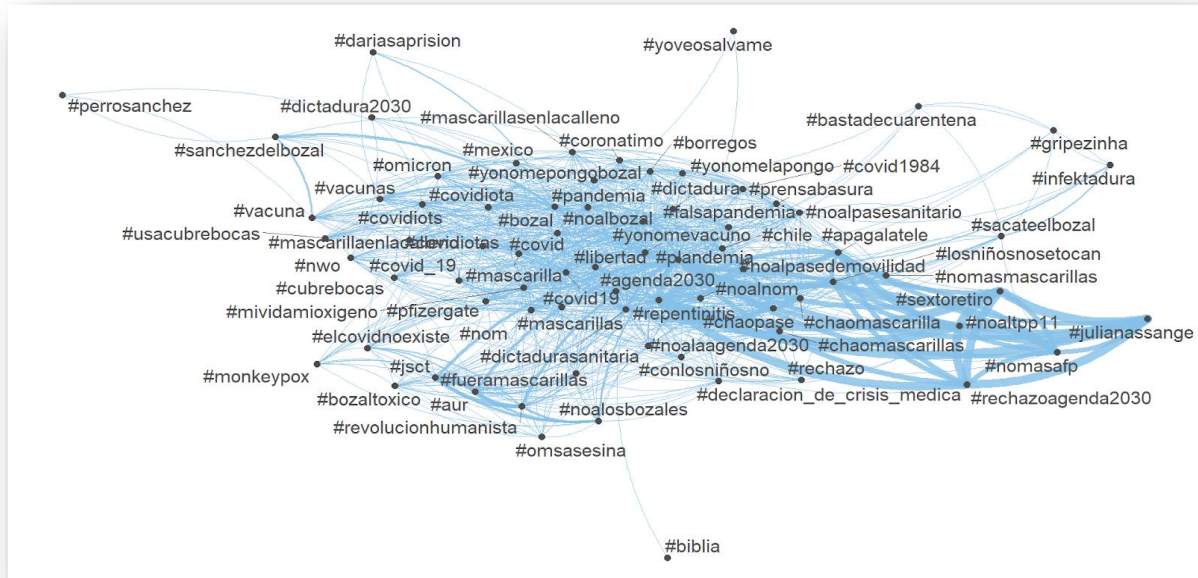 #dariasaprision
#yoveosalvame
#perrosanchez
#dictadura2030
#mascarillasenlacalleno
#bastadecuarentena
#sanchezdelbozal
#coronatimo
#borregos
#gripezinha
#mexico
#omicron
#yonomepongobozal
#yonomelapongo
#covid1984
#infektadura
#vacunas
#covidiota
#pandemia
#dictadura
#prensabasura
#vacuna
#covidiots
#bozal
#noalbozal
#falsapandemia
#noalpasesanitario
#usacubrebocas
#mascarillaenlacalleno
#covidiotas
#covid
#yonomevacuno
#chile
#apagalatele
#sacateelbozal
#nwo
#covid_19
#libertad
#plandemia
#losniñosnosetocan
#noalpasedemovilidad
#cubrebocas
#mascarilla
#agenda2030
#noalnom
#nomasmascarillas
#mividamioxigeno
#pfizergate
#covid19
#repentinitis
#sextoretiro
#nom
#mascarillas
#chaopase
#chaomascarilla
#noaltpp11
#julianassange
#elcovidnoexiste
#dictadurasanitaria
#noalaagenda2030
#chaomascarillas
#monkeypox
#jsct
#fueramascarillas
#conlosniñosno
#rechazo
#nomasafp
#bozaltoxico
#aur
#noalosbozales
#declaracion_de_crisis_medica
#rechazoagenda2030
#revolucionhumanista
#omsasesina
#biblia